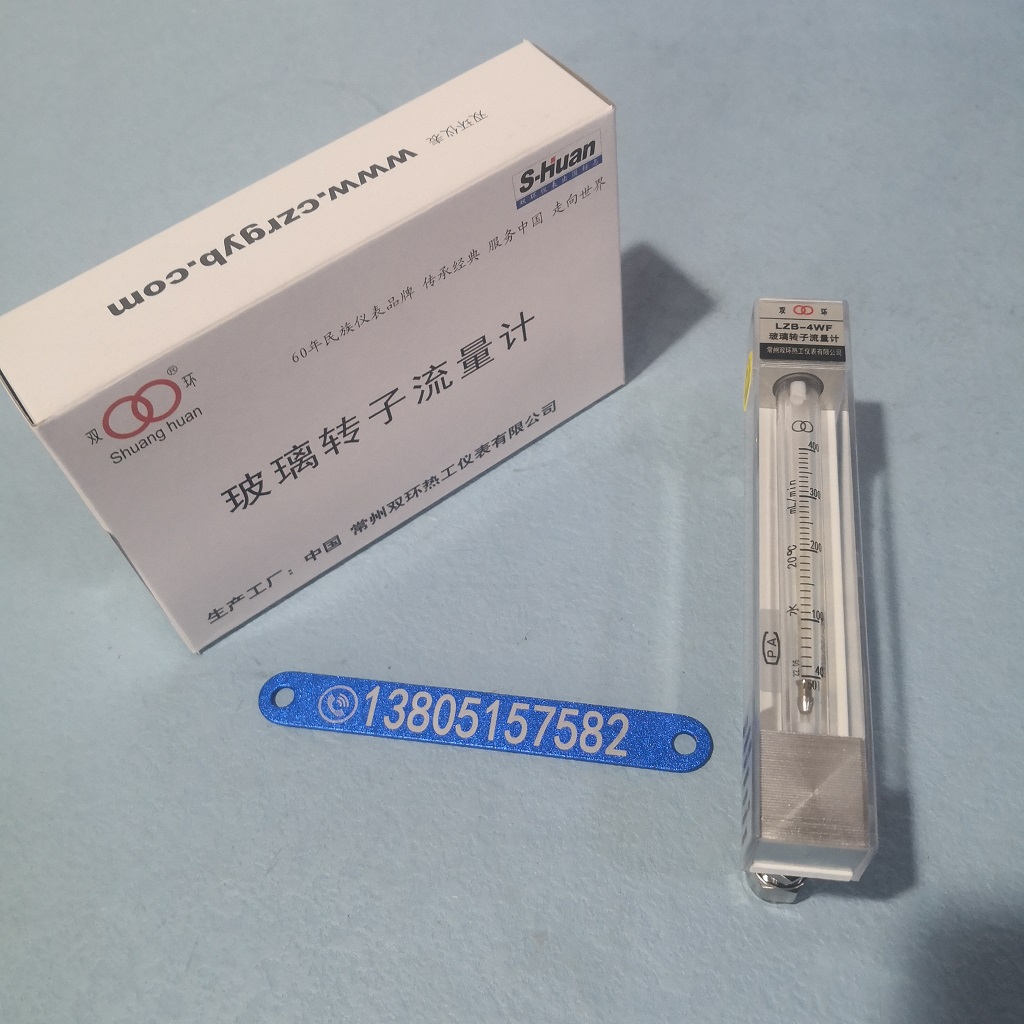 双环仪表
www.czrgyb.com
S-Huan
60年民族仪表品牌 传承经典 服务中国 走向世界
双 ® 环
Shuang huan
玻璃转子流量计
生产工厂：中国 常州双环热工仪表有限公司
13805157582
双 环
LZB-4WF
玻璃转子流量计
常州双环热工仪表有限公司
400
mL/min
300
20℃
200
水
100
40
PA